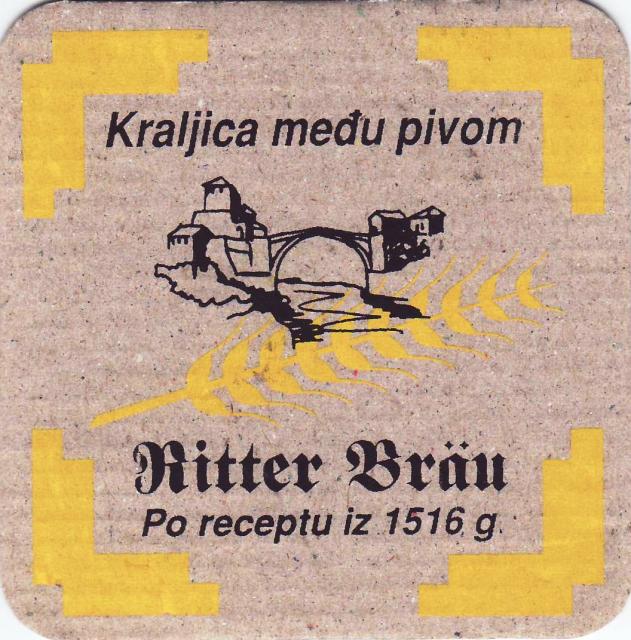 Kraljica među pivom
Ritter Bräu
Po receptu iz 1516 g